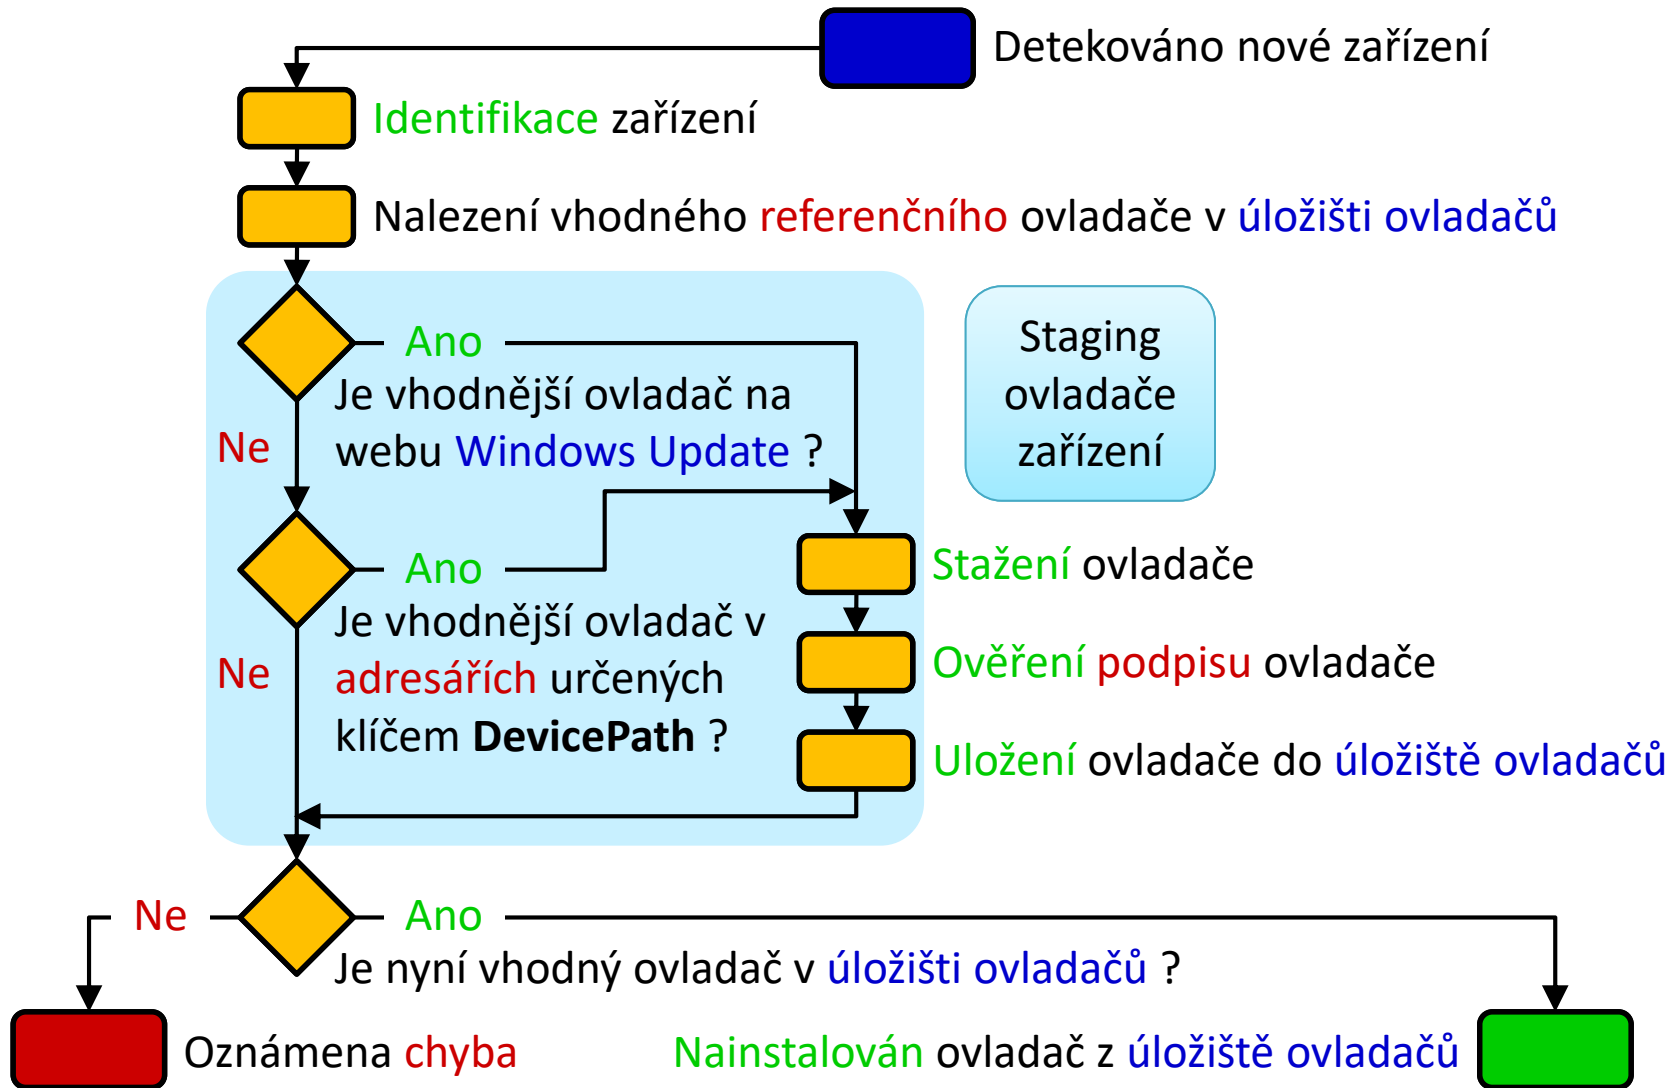 Detekováno nové zařízení
Identifikace zařízení
Nalezení vhodného referenčního ovladače v úložišti ovladačů
Ano
Je vhodnější ovladač na
webu Windows Update ?
Ne
Staging
ovladače
zařízení
Ano
Je vhodnější ovladač v
adresářích určených
klíčem DevicePath ?
Ne
Stažení ovladače
Ověření podpisu ovladače
Uložení ovladače do úložiště ovladačů
Ne
Ano
Je nyní vhodný ovladač v úložišti ovladačů ?
Oznámena chyba
Nainstalován ovladač z úložiště ovladačů